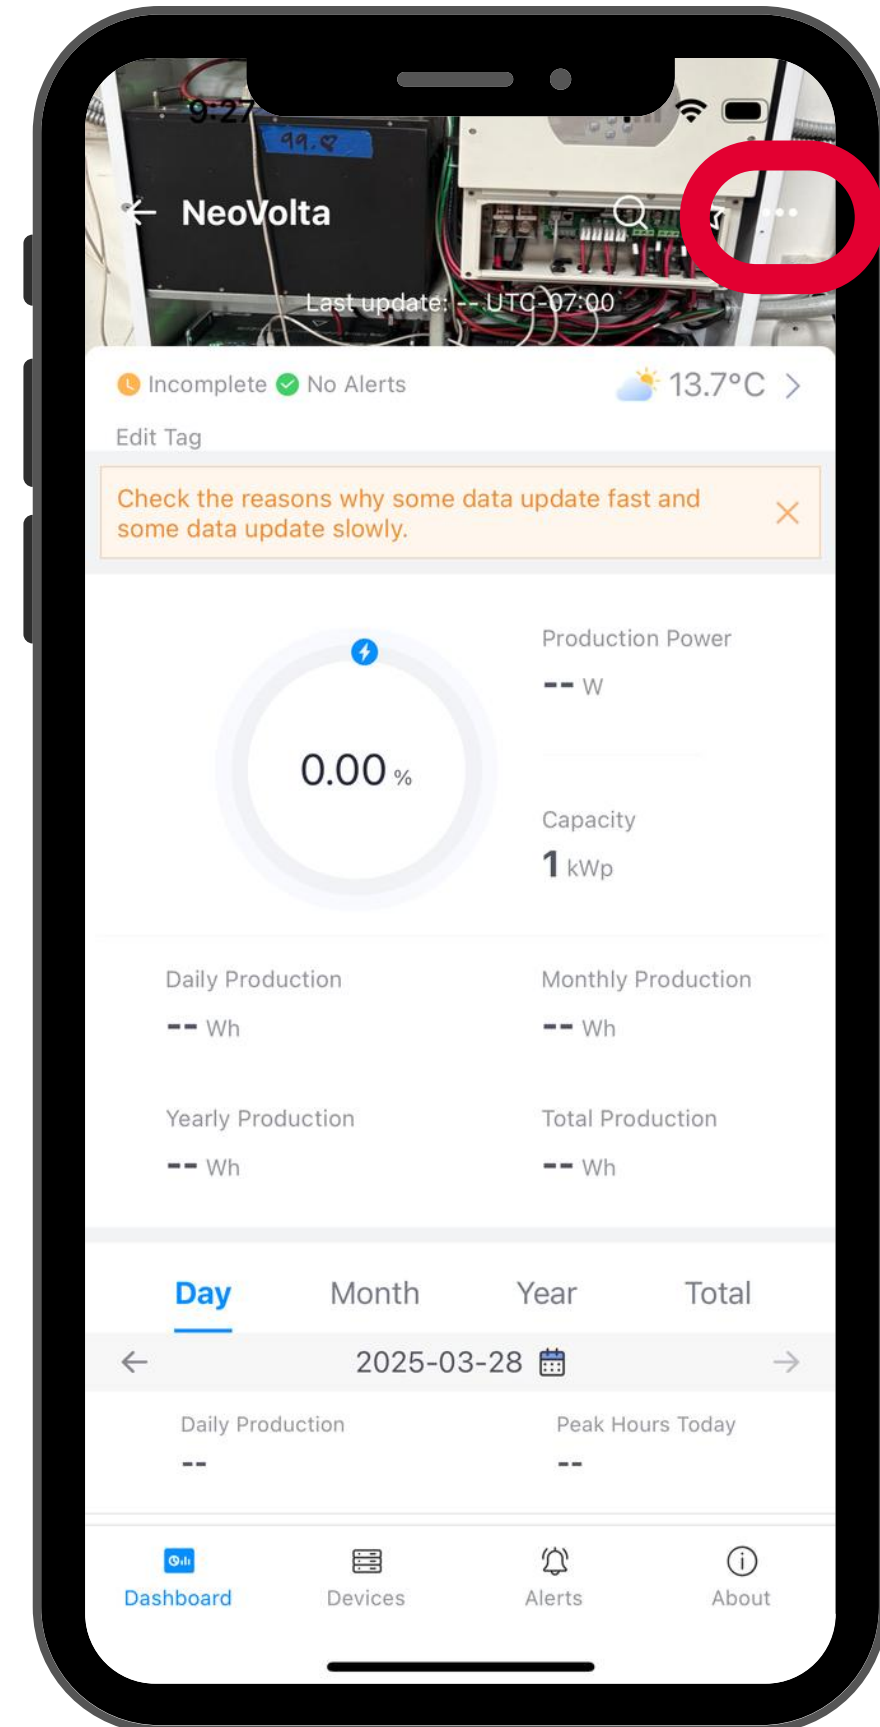 9:27
99.8
NeoVolta
Last update: -- UTC-07:00
Incomplete No Alerts 13.7°C
Edit Tag
Check the reasons why some data update fast and
some data update slowly.
Production Power
-- W
0.00 %
Capacity
1 kWp
Daily Production Monthly Production
-- Wh -- Wh
Yearly Production Total Production
-- Wh -- Wh
Day Month Year Total
2025-03-28
Daily Production Peak Hours Today
-- --
Dashboard Devices Alerts About